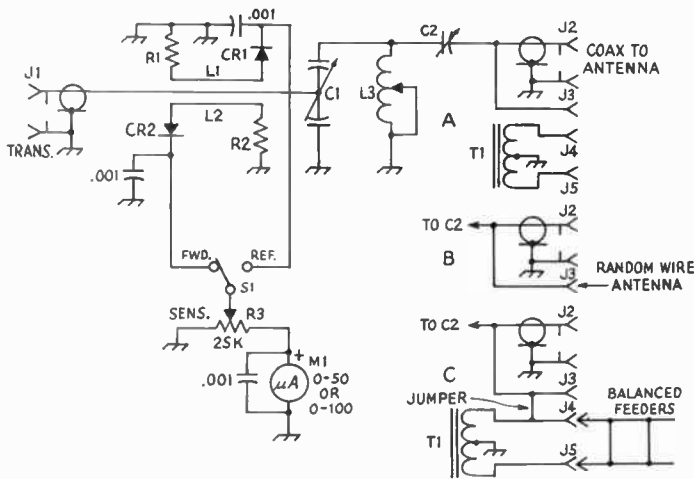 .001
R1
CR1
L1
C2
J2
COAX TO
ANTENNA
J1
C1
L3
J3
A
L2
CR2
R2
TRANS.
T1
J4
J5
.001
TO C2
J2
B
FWD.
REF.
J3
RANDOM WIRE
ANTENNA
S1
SENS.
R3
25K
TO C2
J2
.001
+
M1
μA
0-50
OR
0-100
C
J3
JUMPER
J4
BALANCED
FEEDERS
T1
J5